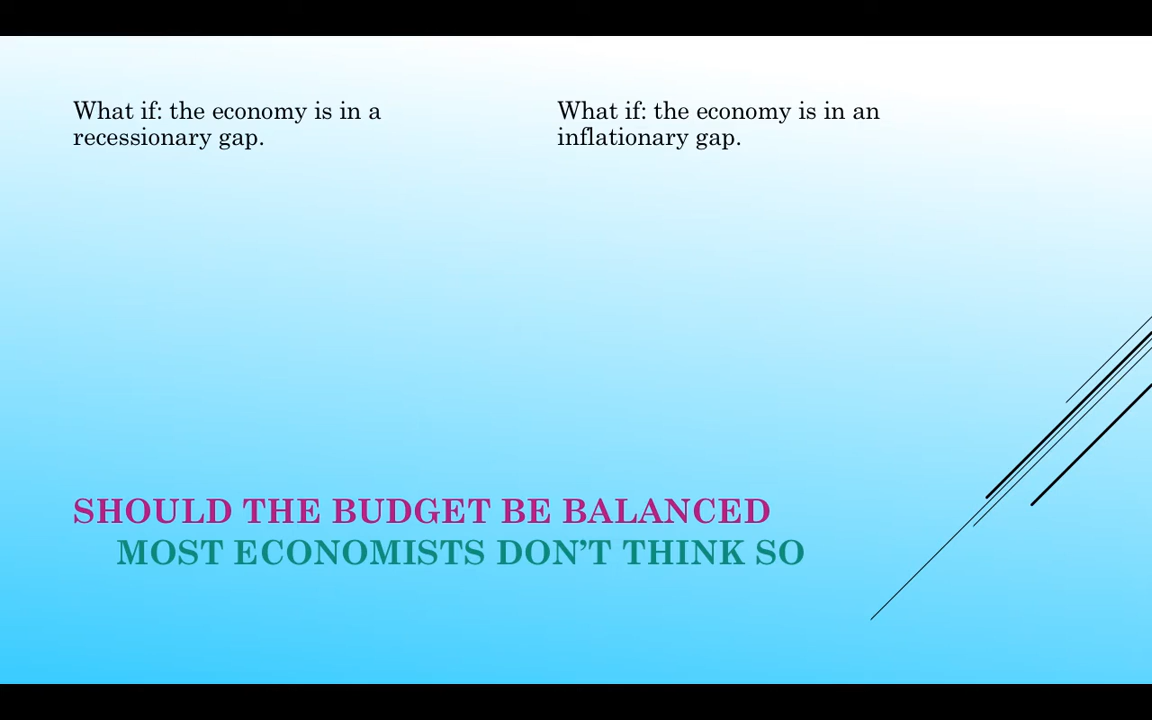 What if: the economy is in a
recessionary gap.
What if: the economy is in an
inflationary gap.
SHOULD THE BUDGET BE BALANCED
MOST ECONOMISTS DON’T THINK SO